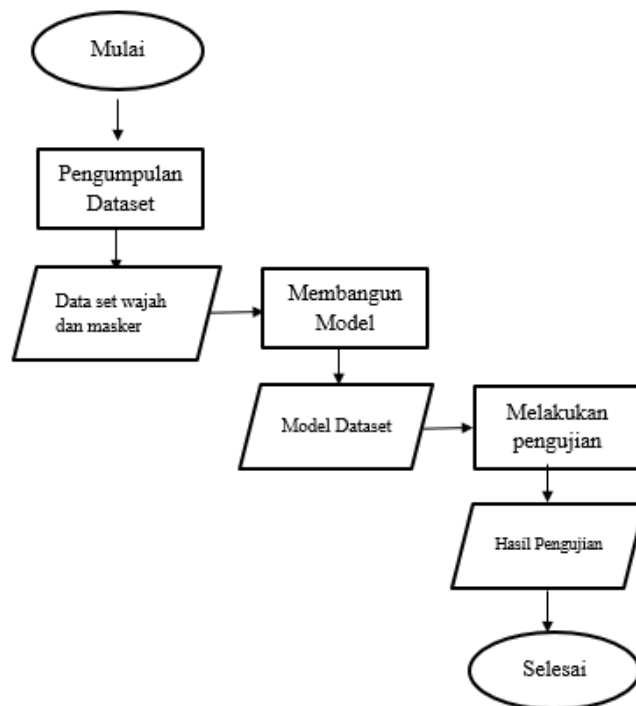 Mulai
Pengumpulan
Dataset
Data set wajah
dan masker
Membangun
Model
Model Dataset
Melakukan
pengujian
Hasil Pengujian
Selesai